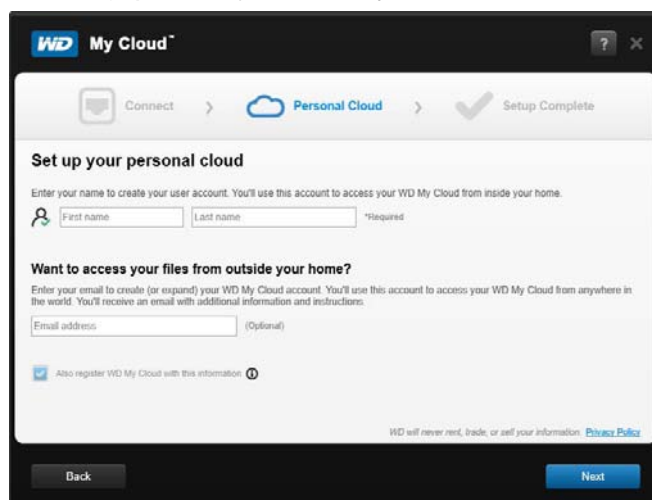 WD My Cloud™
? ×
Connect > Personal Cloud > Setup Complete
Set up your personal cloud
Enter your name to create your user account. You'll use this account to access your WD My Cloud from inside your home.
First name Last name *Required
Want to access your files from outside your home?
Enter your email to create (or expand) your WD My Cloud account. You'll use this account to access your WD My Cloud from anywhere in
the world. You'll receive an email with additional information and instructions.
Email address (Optional)
Also register WD My Cloud with this information
WD will never rent, trade, or sell your information. Privacy Policy
Back Next